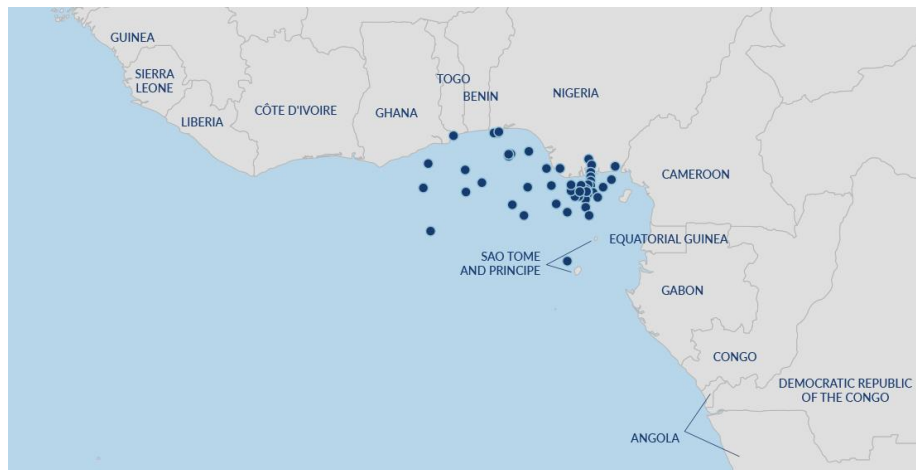 GUINEA
SIERRA
LEONE
LIBERIA
CÔTE D'IVOIRE
GHANA
TOGO
BENIN
NIGERIA
CAMEROON
EQUATORIAL GUINEA
SAO TOME
AND PRINCIPE
GABON
CONGO
DEMOCRATIC REPUBLIC
OF THE CONGO
ANGOLA